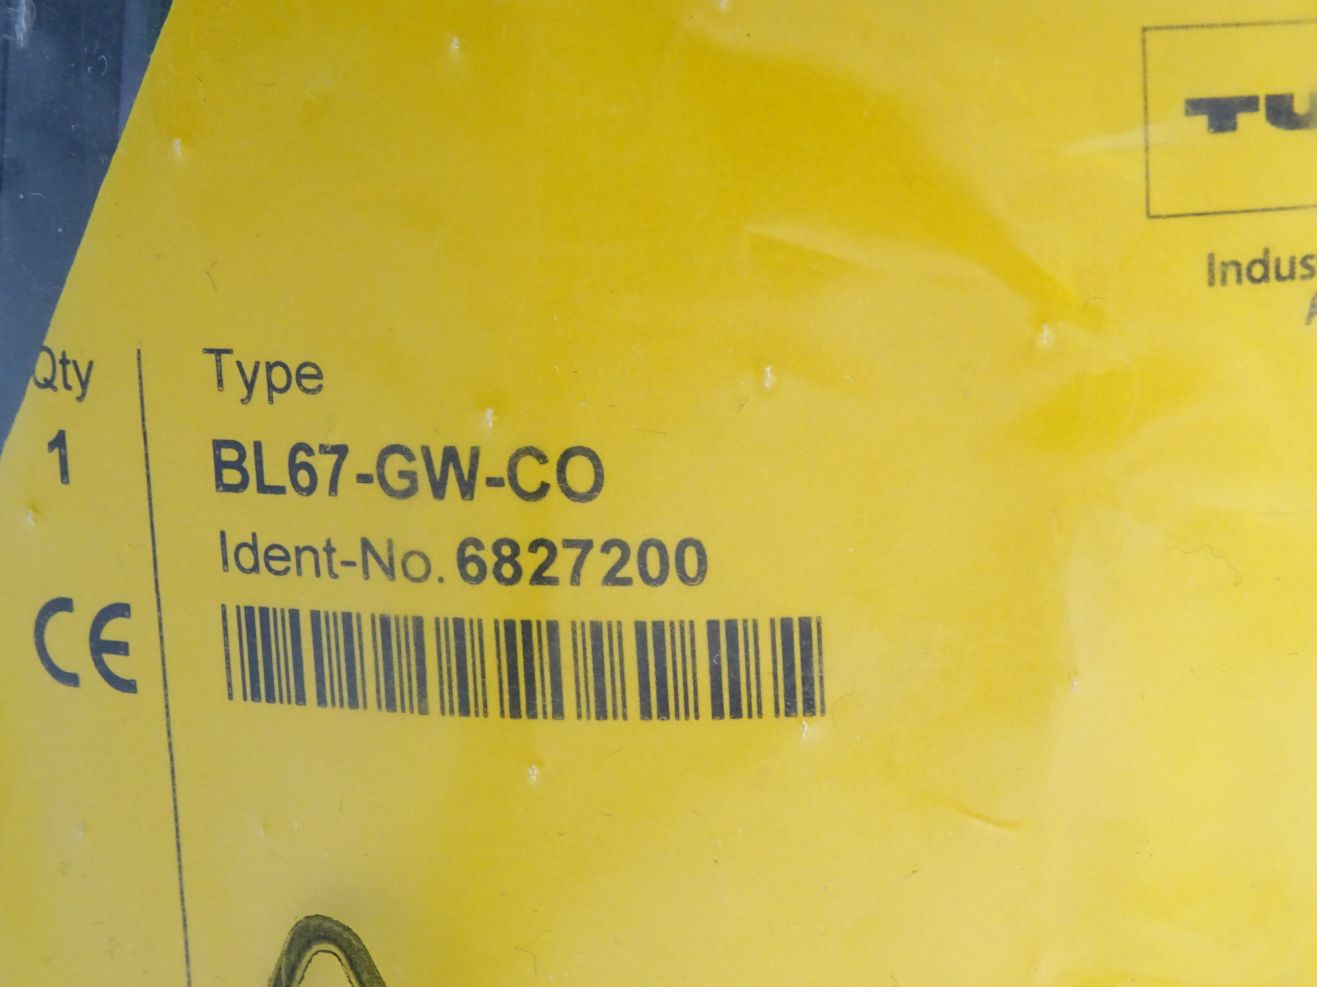 TU
Indus
A
Qty
Type
1
BL67-GW-CO
Ident-No. 6827200
CE